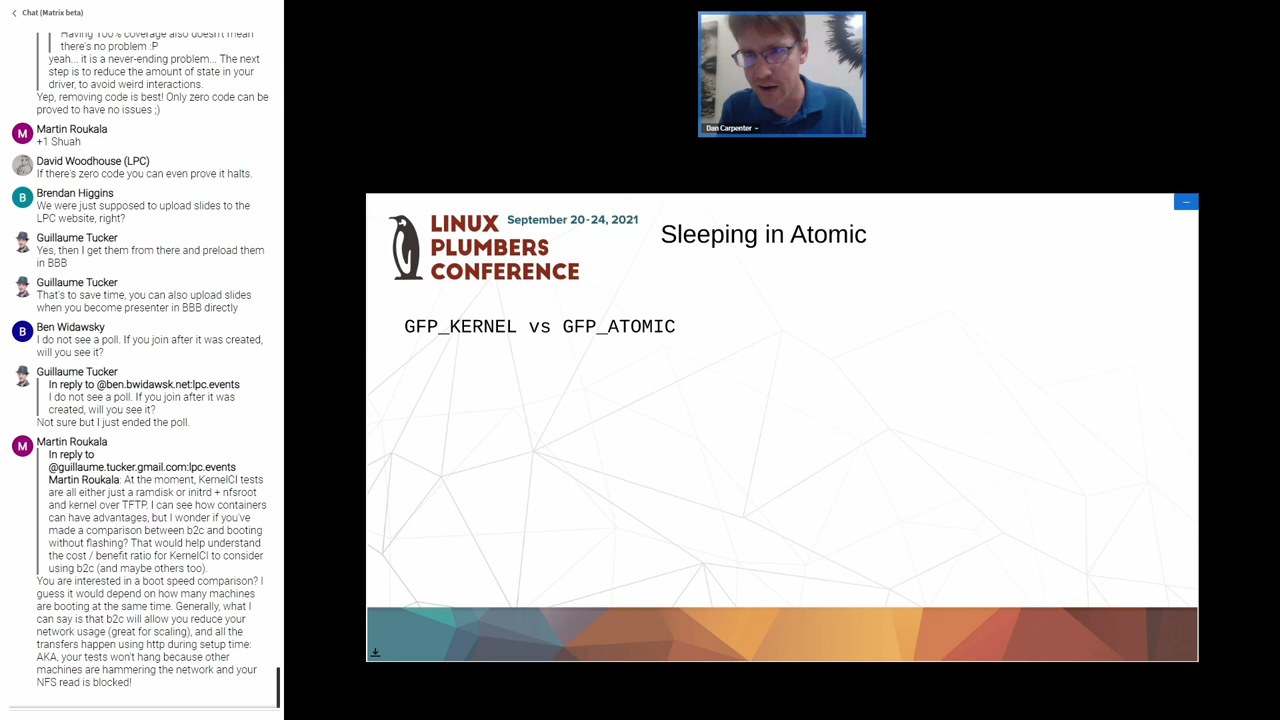 Chat (Matrix beta)
Having 100% coverage also doesn't mean
there's no problem :P
yeah... it is a never-ending problem... The next
step is to reduce the amount of state in your
driver, to avoid weird interactions.
Yep, removing code is best! Only zero code can be
proved to have no issues ;)
M
Martin Roukala
+1 Shuah
David Woodhouse (LPC)
If there's zero code you can even prove it halts.
B
Brendan Higgins
We were just supposed to upload slides to the
LPC website, right?
Guillaume Tucker
Yes, then I get them from there and preload them
in BBB
Guillaume Tucker
That's to save time, you can also upload slides
when you become presenter in BBB directly
B
Ben Widawsky
I do not see a poll. If you join after it was created,
will you see it?
Guillaume Tucker
In reply to @ben.bwidawsk.net:lpc.events
I do not see a poll. If you join after it was
created, will you see it?
Not sure but I just ended the poll.
M
Martin Roukala
In reply to
@guillaume.tucker.gmail.com:lpc.events
Martin Roukala: At the moment, KernelCI tests
are all either just a ramdisk or initrd + nfsroot
and kernel over TFTP. I can see how containers
can have advantages, but I wonder if you've
made a comparison between b2c and booting
without flashing? That would help understand
the cost / benefit ratio for KernelCI to consider
using b2c (and maybe others too).
You are interested in a boot speed comparison? I
guess it would depend on how many machines
are booting at the same time. Generally, what I
can say is that b2c will allow you reduce your
network usage (great for scaling), and all the
transfers happen using http during setup time:
AKA, your tests won't hang because other
machines are hammering the network and your
NFS read is blocked!
Dan Carpenter
LINUX
PLUMBERS
CONFERENCE
September 20-24, 2021
Sleeping in Atomic
GFP_KERNEL vs GFP_ATOMIC